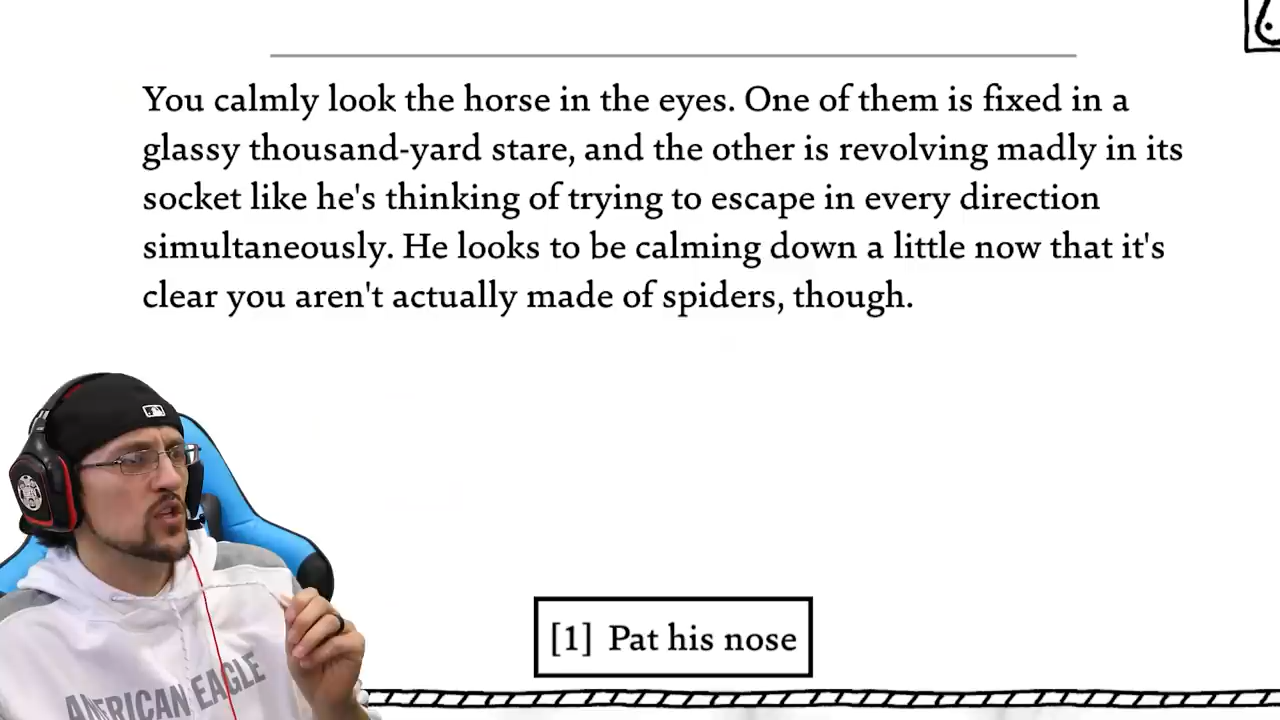 You calmly look the horse in the eyes. One of them is fixed in a
glassy thousand-yard stare, and the other is revolving madly in its
socket like he's thinking of trying to escape in every direction
simultaneously. He looks to be calming down a little now that it's
clear you aren't actually made of spiders, though.
[1] Pat his nose
AMERICAN EAGLE